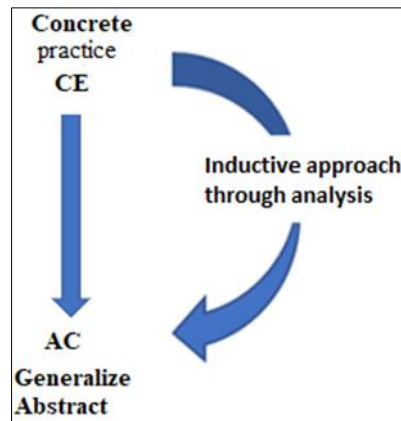 Concrete
practice
CE
Inductive approach
through analysis
AC
Generalize
Abstract